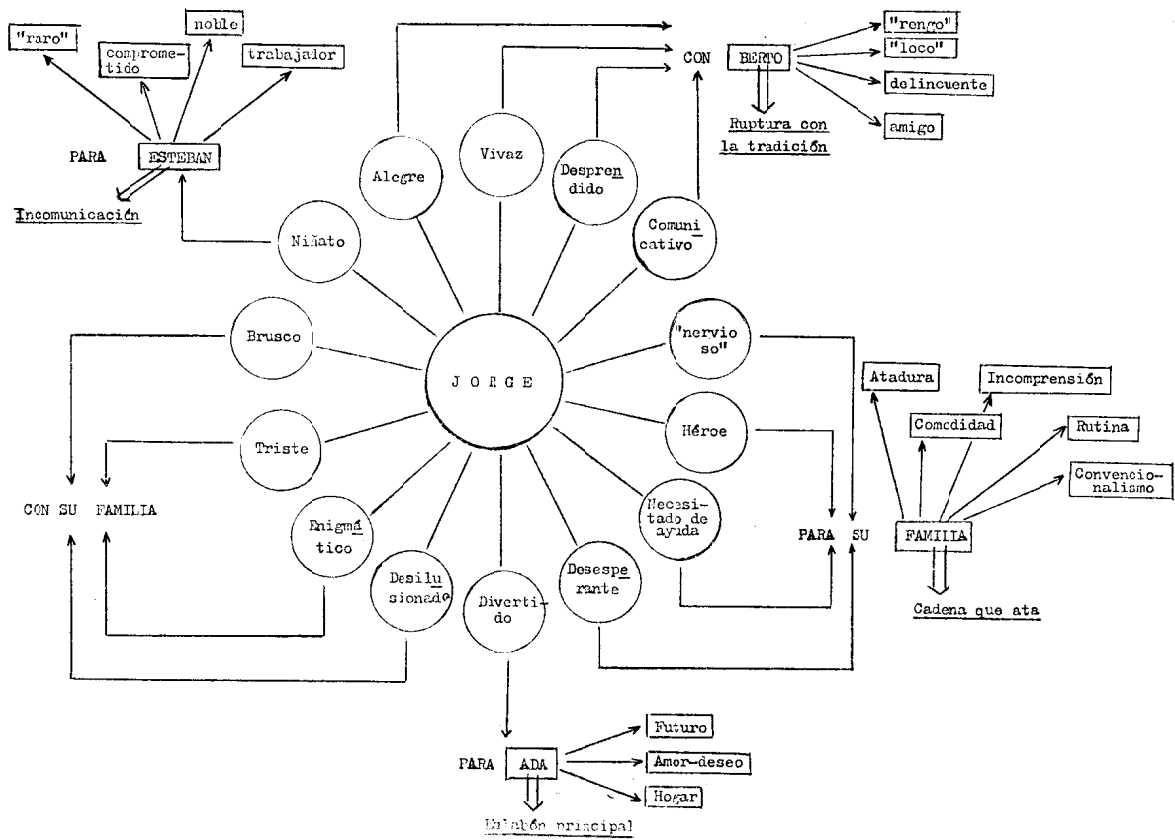 "raro"
noble
comprome-
tido
trabajador
PARA ESTEBAN
Incomunicación
CON BERTO
"rengo"
"loco"
delincuente
amigo
Ruptura con
la tradición
Alegre
Vivaz
Despren
dido
Comuni
cativo
Niñato
Brusco
"nervio
so"
JORGE
Triste
Héroe
Enigmá
tico
Necesi-
tado de
ayuda
Desilu
sionado
Diverti-
do
Desespe
rante
CON SU FAMILIA
PARA SU FAMILIA
Atadura
Incomprensión
Comodidad
Rutina
Convencio-
nalismo
Cadena que ata
PARA ADA
Futuro
Amor-deseo
Hogar
Eslabón principal